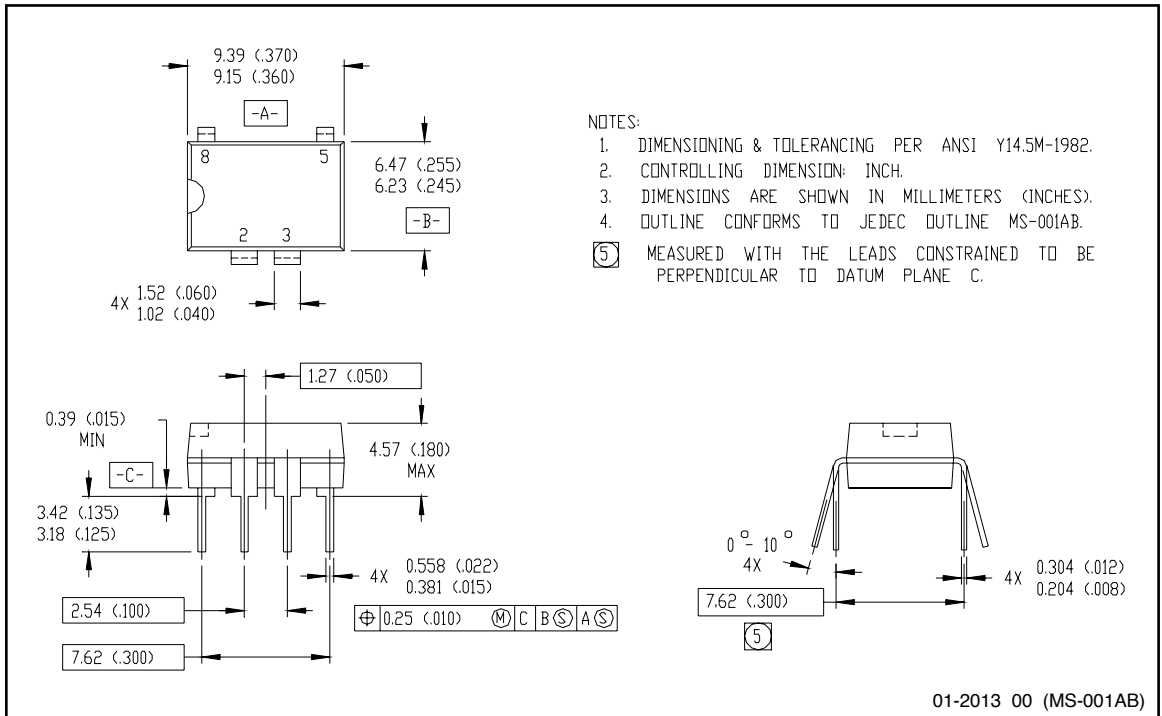 9.39 (.370)
9.15 (.360)
-A-
8 5
6.47 (.255)
6.23 (.245)
-B-
2 3
4X 1.52 (.060)
1.02 (.040)
NOTES:
1. DIMENSIONING & TOLERANCING PER ANSI Y14.5M-1982.
2. CONTROLLING DIMENSION: INCH.
3. DIMENSIONS ARE SHOWN IN MILLIMETERS (INCHES).
4. OUTLINE CONFORMS TO JEDEC OUTLINE MS-001AB.
5 MEASURED WITH THE LEADS CONSTRAINED TO BE
PERPENDICULAR TO DATUM PLANE C.
1.27 (.050)
0.39 (.015)
MIN
4.57 (.180)
MAX
-C-
3.42 (.135)
3.18 (.125)
4X 0.558 (.022)
0.381 (.015)
2.54 (.100)
⌖ 0.25 (.010) Ⓜ C B Ⓢ A Ⓢ
7.62 (.300)
0° - 10°
4X
4X 0.304 (.012)
0.204 (.008)
7.62 (.300)
5
01-2013 00 (MS-001AB)